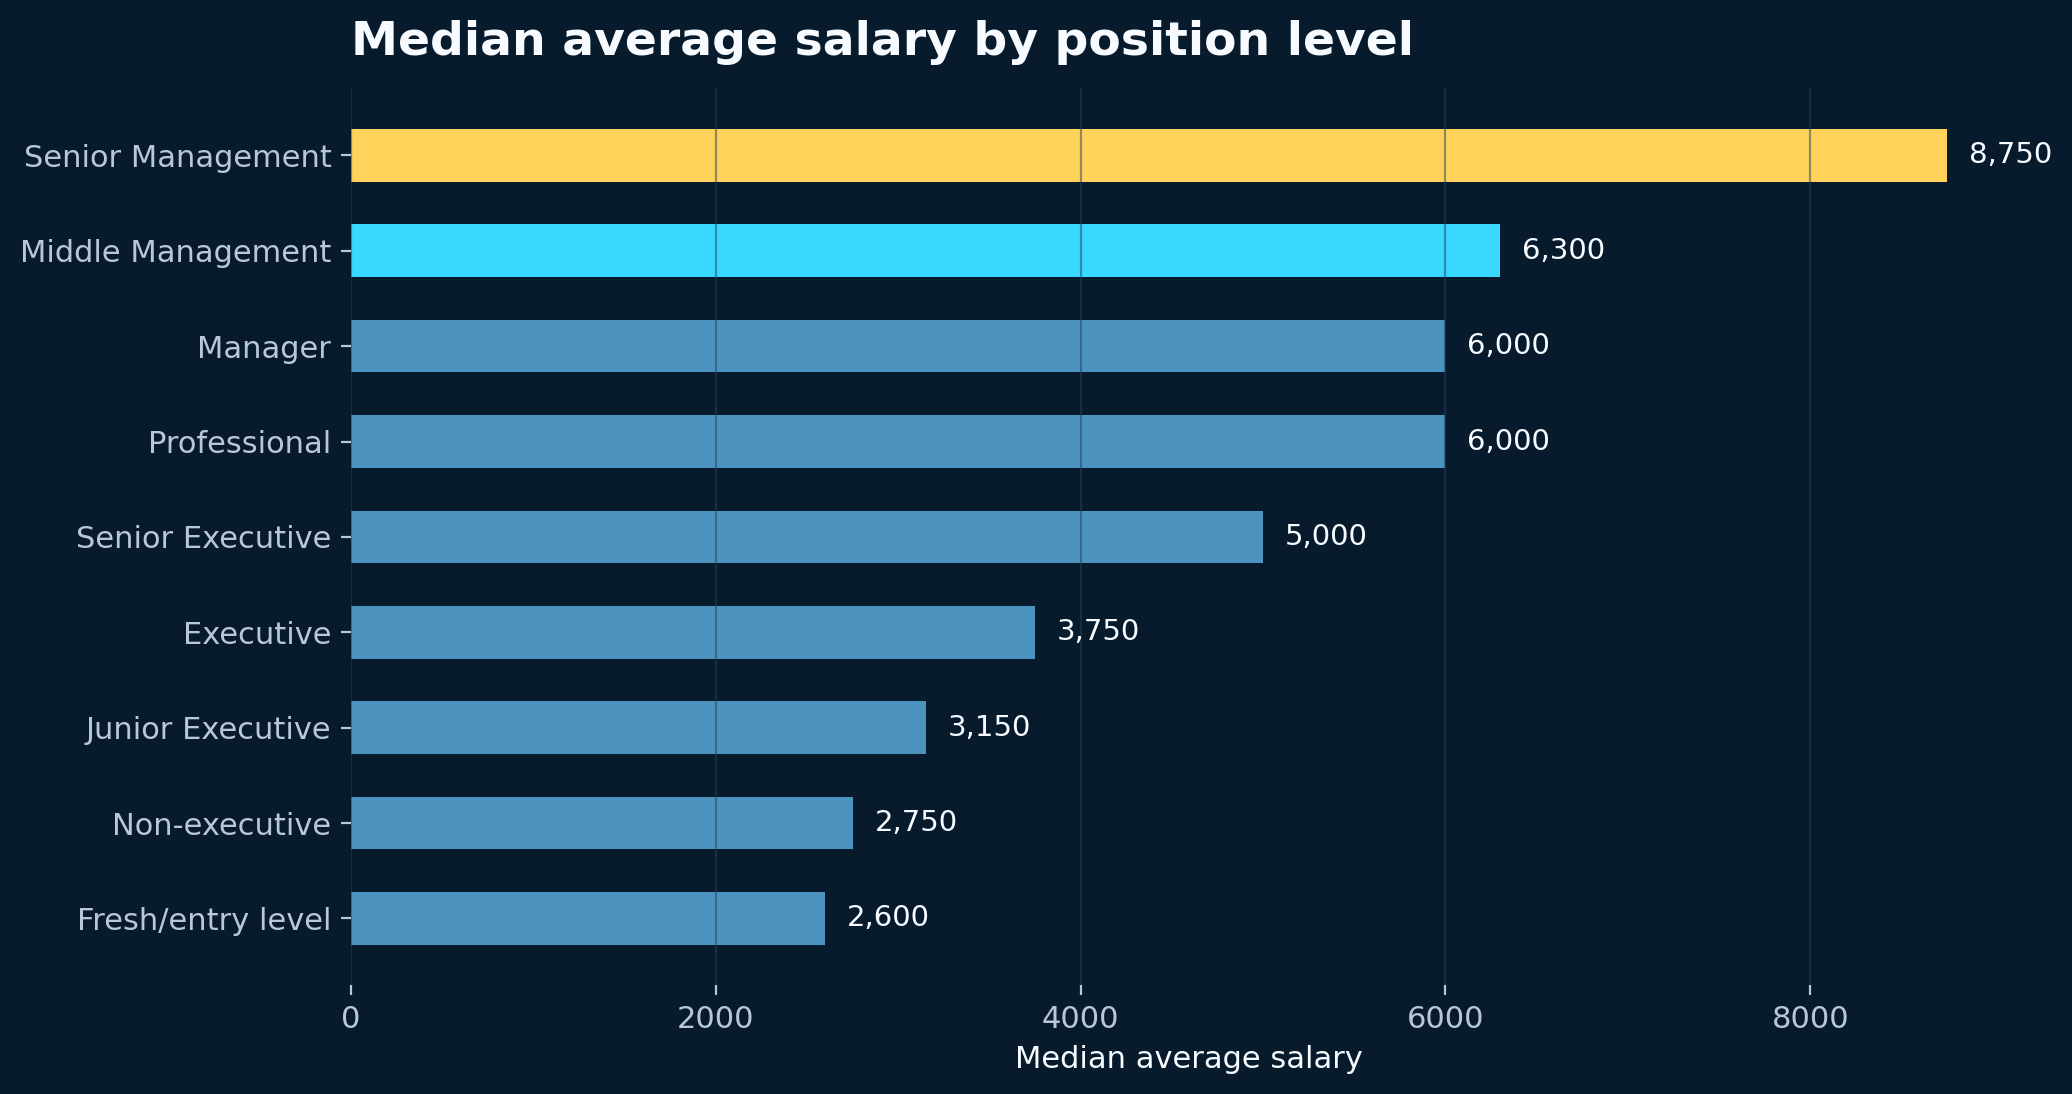 Median average salary by position level
Senior Management 8,750
Middle Management 6,300
Manager 6,000
Professional 6,000
Senior Executive 5,000
Executive 3,750
Junior Executive 3,150
Non-executive 2,750
Fresh/entry level 2,600
0 2000 4000 6000 8000
Median average salary